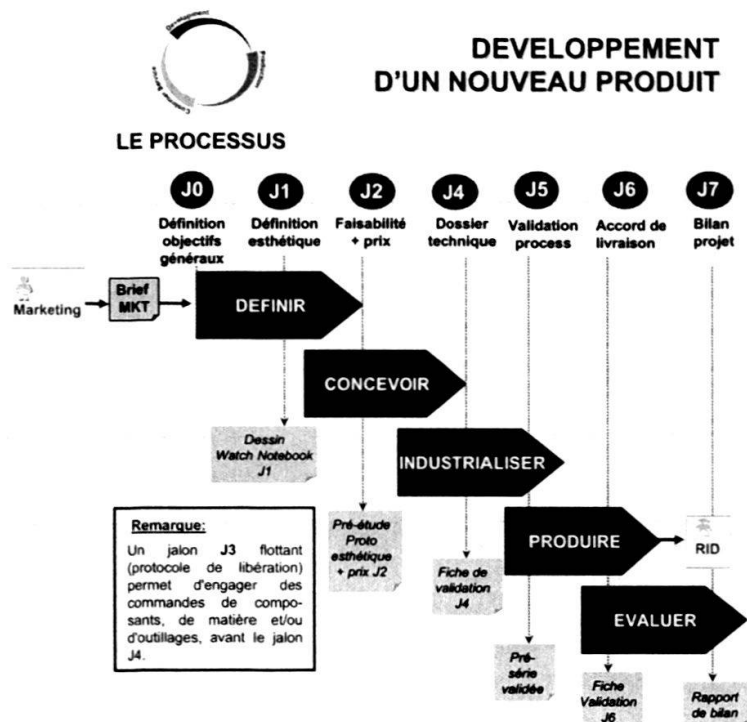 Development
Production
Customer Service
DEVELOPPEMENT
D'UN NOUVEAU PRODUIT
LE PROCESSUS
J0
J1
J2
J4
J5
J6
J7
Définition
objectifs
généraux
Définition
esthétique
Faisabilité
+ prix
Dossier
technique
Validation
process
Accord de
livraison
Bilan
projet
Marketing
Brief
MKT
DEFINIR
CONCEVOIR
Dessin
Watch Notebook
J1
INDUSTRIALISER
Remarque:
Un jalon J3 flottant
(protocole de libération)
permet d'engager des
commandes de compo-
sants, de matière et/ou
d'outillages, avant le jalon
J4.
Pré-étude
Proto
esthétique
+ prix J2
PRODUIRE
RID
Fiche de
validation
J4
EVALUER
Pré-
série
validée
Fiche
Validation
J6
Rapport
de bilan